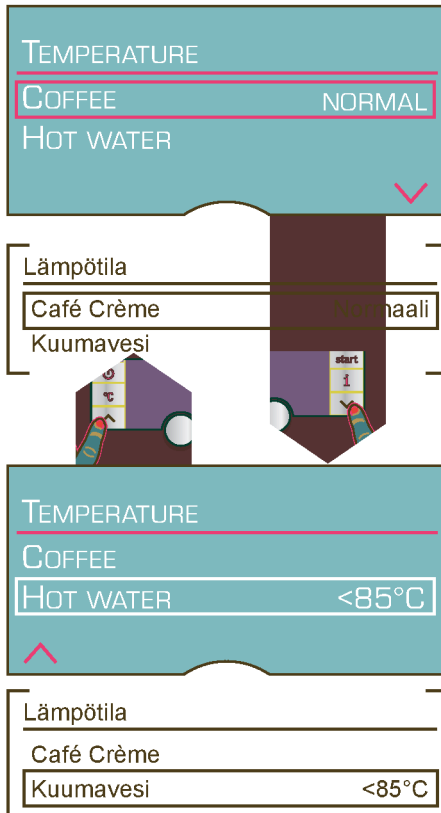 TEMPERATURE
COFFEE NORMAL
HOT WATER
Lämpötila
Café Crème
Kuumavesi
start
i
°C
TEMPERATURE
COFFEE
HOT WATER <85°C
Lämpötila
Café Crème
Kuumavesi <85°C